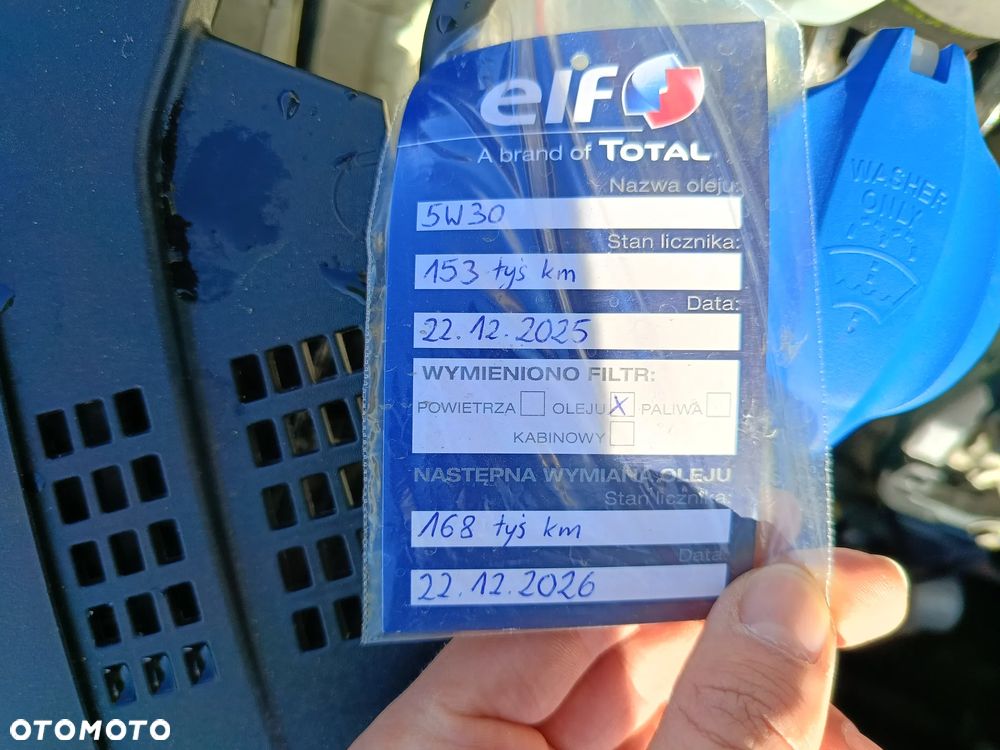 elf
A brand of TOTAL
Nazwa oleju:
5W30
Stan licznika:
153 tyś km
Data:
22.12.2025
WYMIENIONO FILTR:
POWIETRZA OLEJU X PALIWA
KABINOWY
NASTĘPNA WYMIANA OLEJU
Stan licznika:
168 tyś km
Data:
22.12.2026
WASHER
ONLY
OTOMOTO